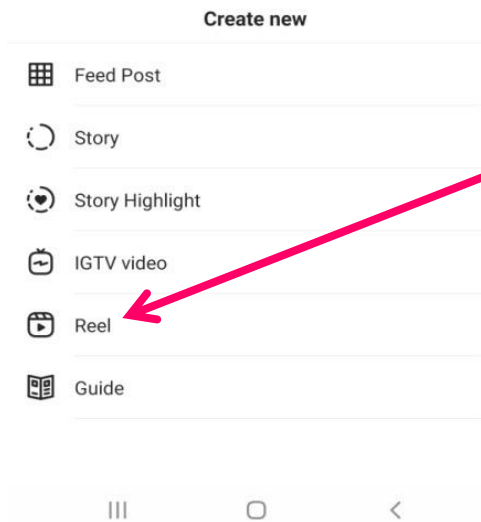 Create new
Feed Post
Story
Story Highlight
IGTV video
Reel
Guide